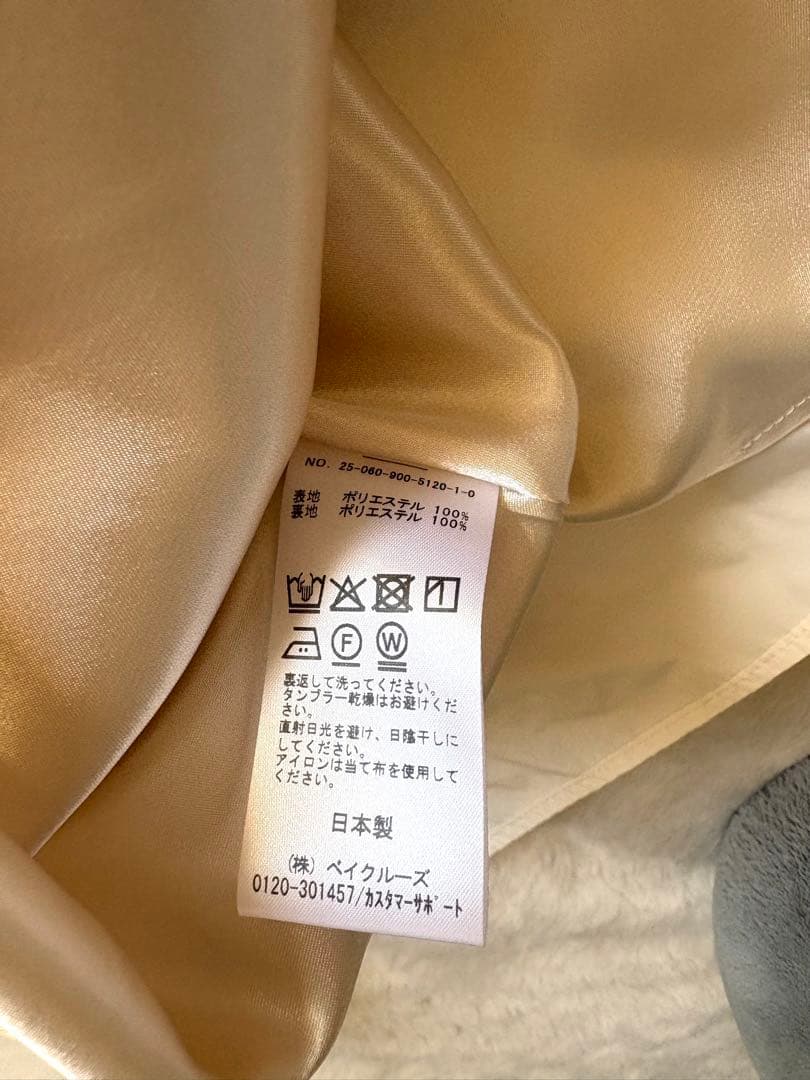 NO. 25-060-900-5120-1-0
表地 ポリエステル 100%
裏地 ポリエステル 100%
F W
裏返して洗ってください。
タンブラー乾燥はお避けくだ
さい。
直射日光を避け、日陰干しに
してください。
アイロンは当て布を使用して
ください。
日本製
(株) ベイクルーズ
0120-301457/カスタマーサポート